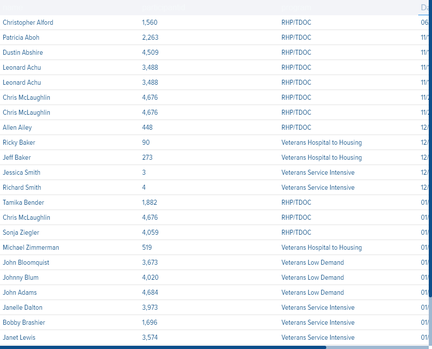 Da
Christopher Alford 1,560 RHP/TDOC 06
Patricia Aboh 2,263 RHP/TDOC 11/
Dustin Abshire 4,509 RHP/TDOC 11/
Leonard Achu 3,488 RHP/TDOC 11/
Leonard Achu 3,488 RHP/TDOC 11/
Chris McLaughlin 4,676 RHP/TDOC 11/2
Chris McLaughlin 4,676 RHP/TDOC 11/2
Allen Ailey 448 RHP/TDOC 12/
Ricky Baker 90 Veterans Hospital to Housing 12/
Jeff Baker 273 Veterans Hospital to Housing 12/
Jessica Smith 3 Veterans Service Intensive 12/
Richard Smith 4 Veterans Service Intensive 12/
Tamika Bender 1,882 RHP/TDOC 01/
Chris McLaughlin 4,676 RHP/TDOC 01/
Sonja Ziegler 4,059 RHP/TDOC 01/
Michael Zimmerman 519 Veterans Hospital to Housing 01/
John Bloomquist 3,673 Veterans Low Demand 01/
Johnny Blum 4,020 Veterans Low Demand 01/
John Adams 4,684 Veterans Low Demand 01/
Janelle Dalton 3,973 Veterans Service Intensive 01/
Bobby Brashier 1,696 Veterans Service Intensive 01/
Janet Lewis 3,574 Veterans Service Intensive 01/